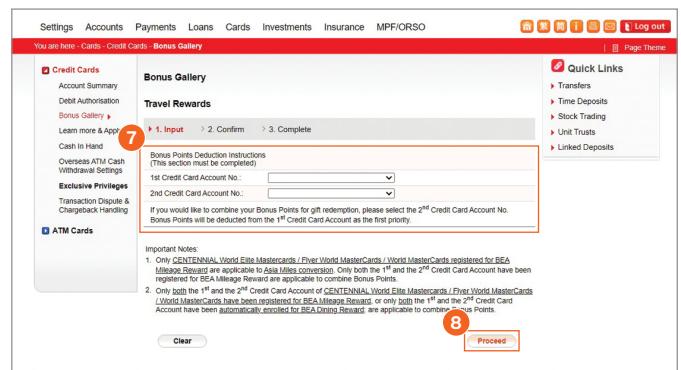 Settings Accounts Payments Loans Cards Investments Insurance MPF/ORSO 繁 简 i Log out
You are here - Cards - Credit Cards - Bonus Gallery | Page Theme
Credit Cards
Account Summary
Debit Authorisation
Bonus Gallery
Learn more & Apply
Cash In Hand
Overseas ATM Cash
Withdrawal Settings
Exclusive Privileges
Transaction Dispute &
Chargeback Handling
ATM Cards
Bonus Gallery
Travel Rewards
1. Input > 2. Confirm > 3. Complete
7
Bonus Points Deduction Instructions
(This section must be completed)
1st Credit Card Account No.:
2nd Credit Card Account No.:
If you would like to combine your Bonus Points for gift redemption, please select the 2nd Credit Card Account No.
Bonus Points will be deducted from the 1st Credit Card Account as the first priority.
Important Notes:
1. Only CENTENNIAL World Elite Mastercards / Flyer World MasterCards / World MasterCards registered for BEA
Mileage Reward are applicable to Asia Miles conversion. Only both the 1st and the 2nd Credit Card Account have been
registered for BEA Mileage Reward are applicable to combine Bonus Points.
2. Only both the 1st and the 2nd Credit Card Account of CENTENNIAL World Elite Mastercards / Flyer World MasterCards
/ World MasterCards have been registered for BEA Mileage Reward, or only both the 1st and the 2nd Credit Card
Account have been automatically enrolled for BEA Dining Reward; are applicable to combine Bonus Points.
8
Clear Proceed
Quick Links
Transfers
Time Deposits
Stock Trading
Unit Trusts
Linked Deposits